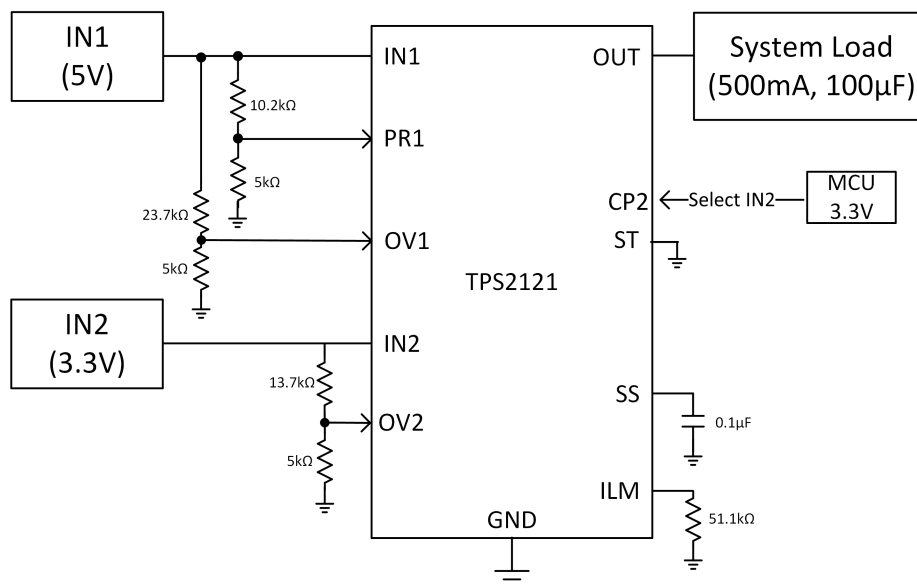 IN1
(5V)
IN1
OUT
System Load
(500mA, 100µF)
10.2kΩ
PR1
5kΩ
MCU
3.3V
CP2
Select IN2
23.7kΩ
OV1
ST
5kΩ
TPS2121
IN2
(3.3V)
IN2
13.7kΩ
OV2
SS
0.1µF
5kΩ
ILM
51.1kΩ
GND